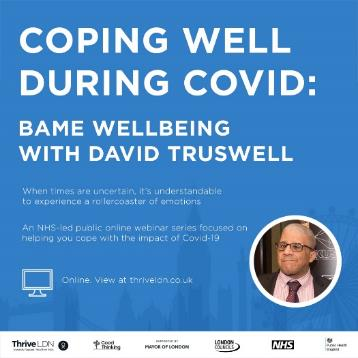 COPING WELL
DURING COVID:
BAME WELLBEING
WITH DAVID TRUSWELL
When times are uncertain, it's understandable
to experience a rollercoaster of emotions
An NHS-led public online webinar series focused on
helping you cope with the impact of Covid-19
Online. View at thriveldn.co.uk
Thrive LDN
Good
Thinking
SUPPORTED BY
MAYOR OF LONDON
LONDON
COUNCILS
NHS
Public Health
England